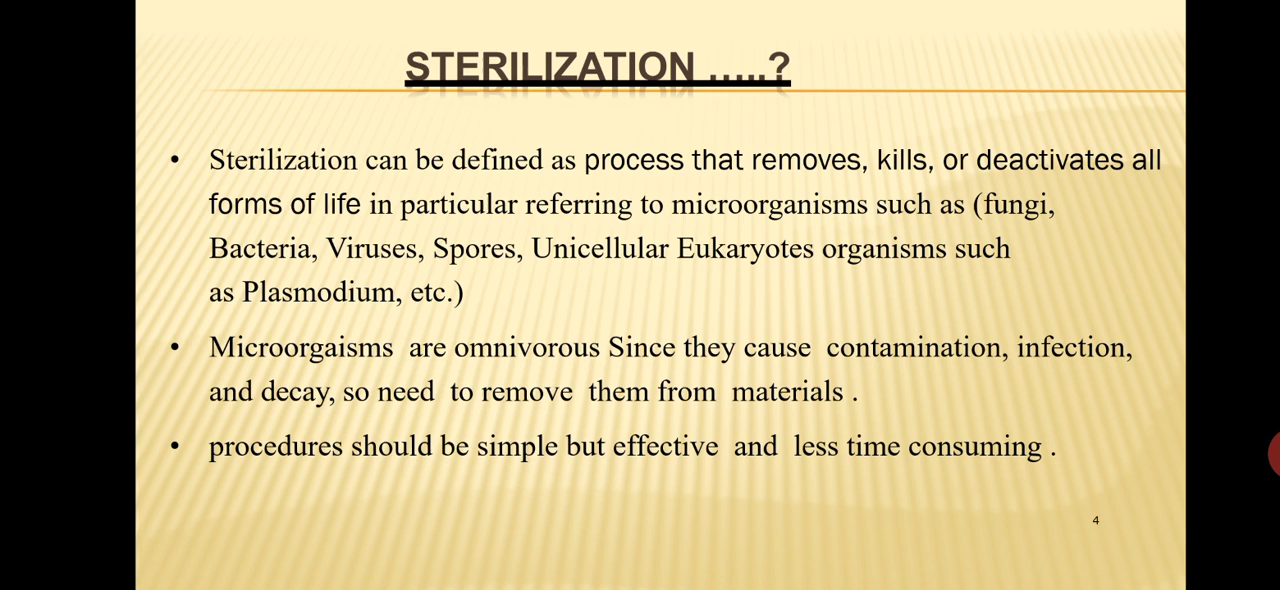 STERILIZATION .....?
• Sterilization can be defined as process that removes, kills, or deactivates all
forms of life in particular referring to microorganisms such as (fungi,
Bacteria, Viruses, Spores, Unicellular Eukaryotes organisms such
as Plasmodium, etc.)
• Microorgaisms are omnivorous Since they cause contamination, infection,
and decay, so need to remove them from materials .
• procedures should be simple but effective and less time consuming .
4